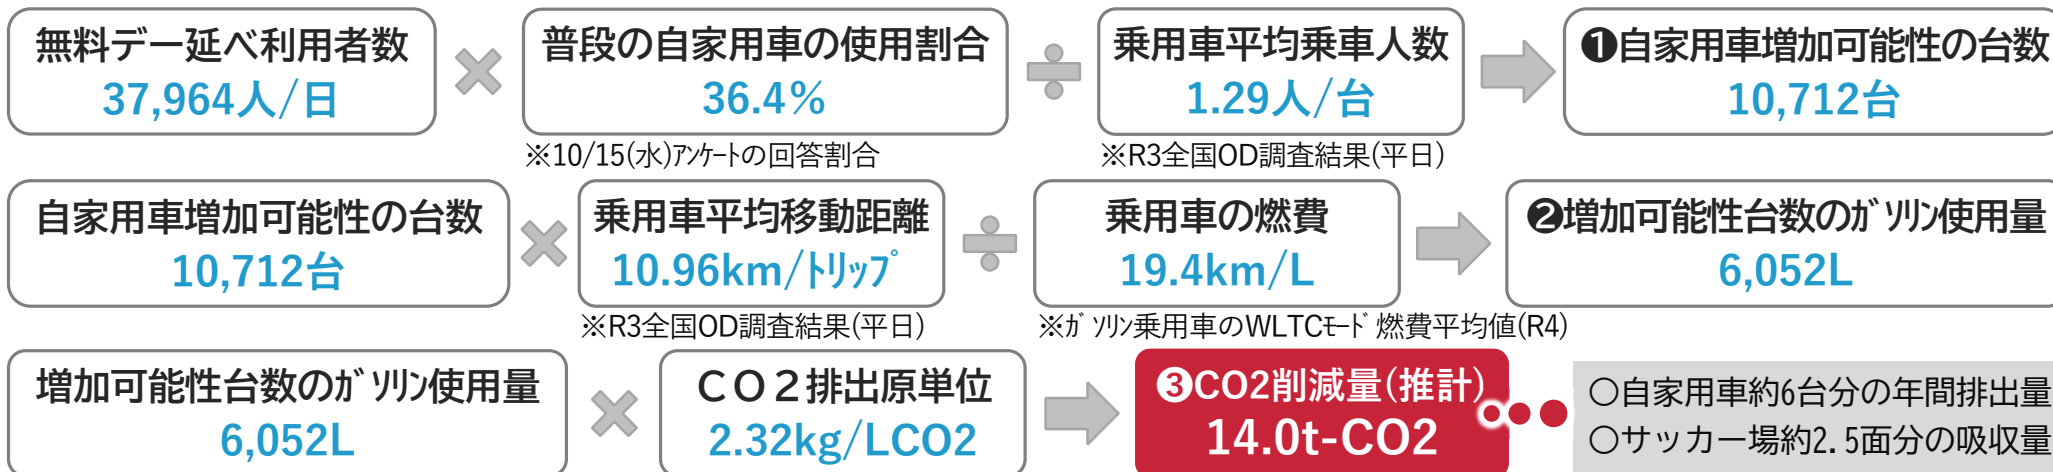 無料デー延べ利用者数
37,964人/日
普段の自家用車の使用割合
36.4%
乗用車平均乗車人数
1.29人/台
❶自家用車増加可能性の台数
10,712台
※10/15(水)ｱﾝｹｰﾄの回答割合
※R3全国OD調査結果(平日)
自家用車増加可能性の台数
10,712台
乗用車平均移動距離
10.96km/ﾄﾘｯﾌﾟ
乗用車の燃費
19.4km/L
❷増加可能性台数のｶﾞｿﾘﾝ使用量
6,052L
※R3全国OD調査結果(平日)
※ｶﾞｿﾘﾝ乗用車のWLTCﾓｰﾄﾞ燃費平均値(R4)
増加可能性台数のｶﾞｿﾘﾝ使用量
6,052L
ＣＯ２排出原単位
2.32kg/LCO2
❸CO2削減量(推計)
14.0t-CO2
〇自家用車約6台分の年間排出量
〇サッカー場約2.5面分の吸収量